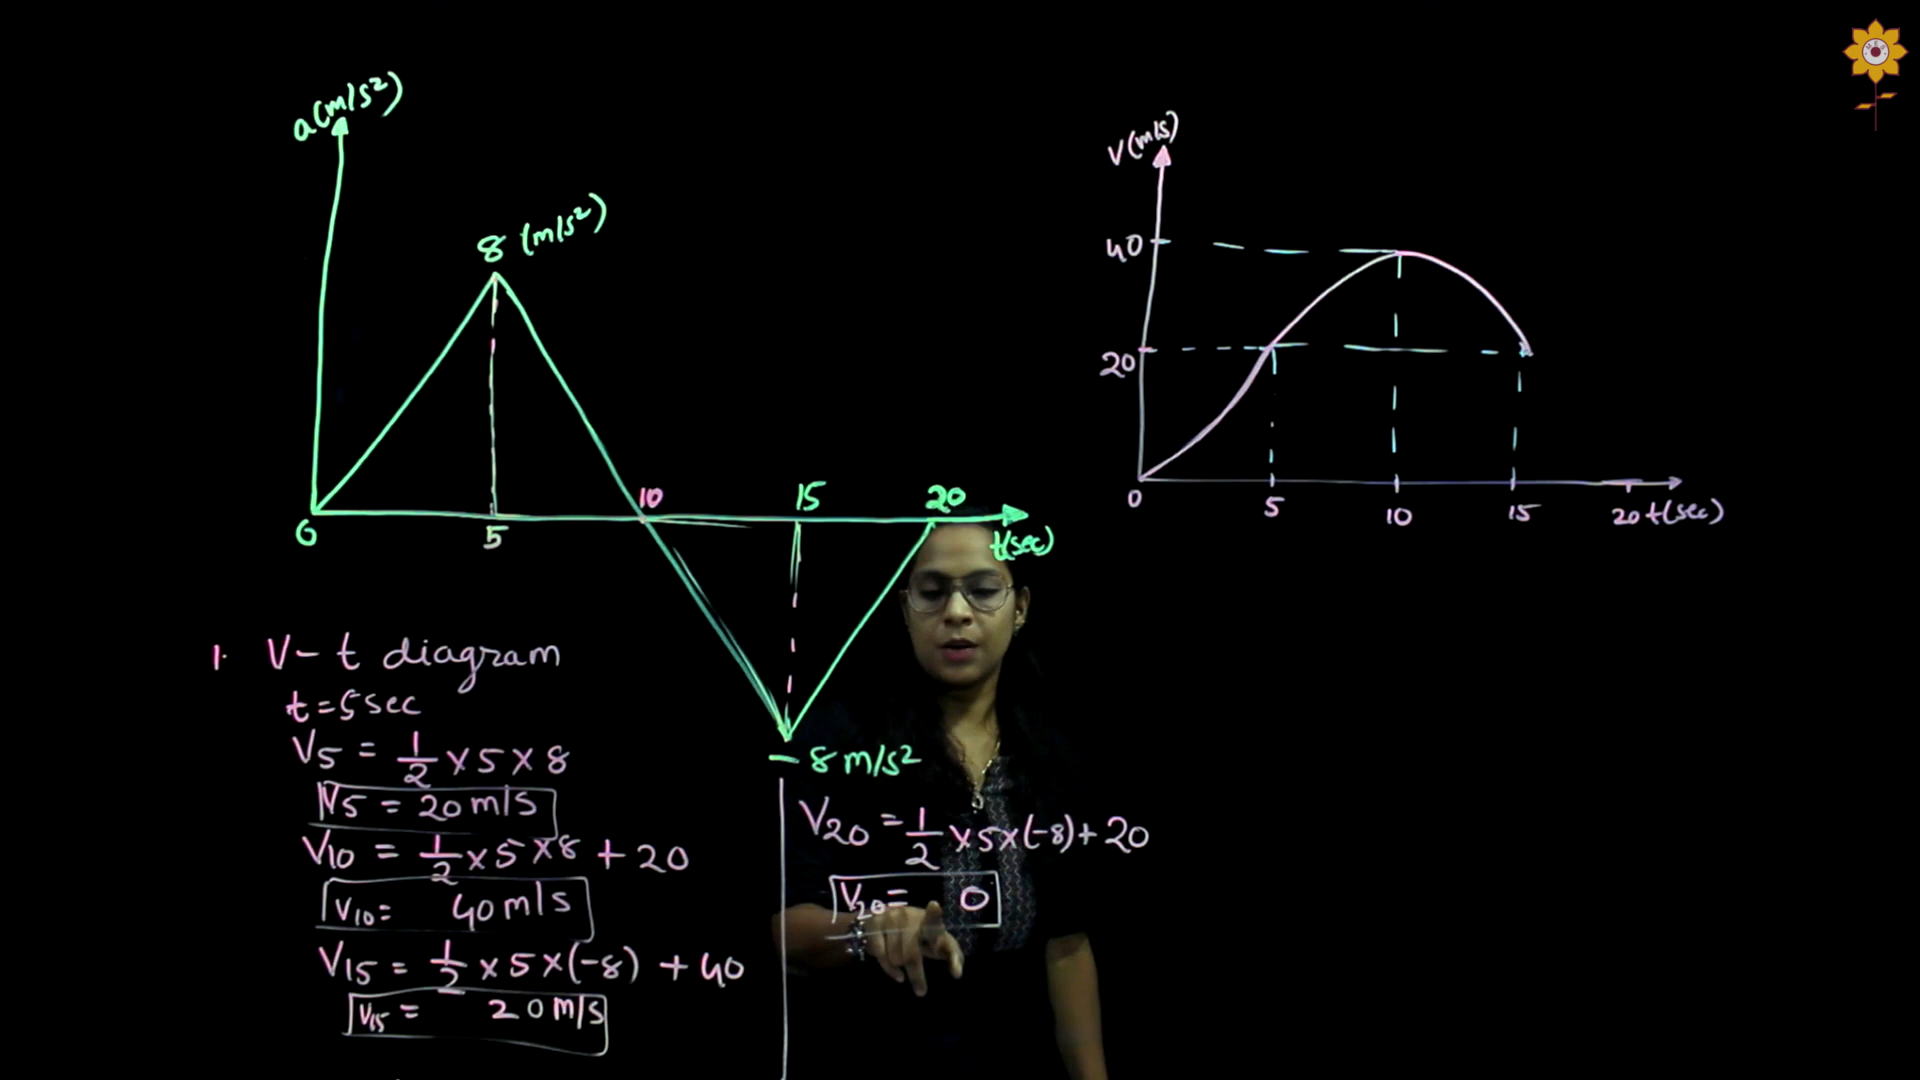 a(m/s²)
8 (m/s²)
0
5
10
15
20
t(sec)
- 8 m/s²
V(m/s)
40
20
0
5
10
15
20 t(sec)
1. V-t diagram
t = 5 sec
V5 = 1/2 × 5 × 8
V5 = 20 m/s
V10 = 1/2 × 5 × 8 + 20
V10 = 40 m/s
V15 = 1/2 × 5 × (-8) + 40
V15 = 20 m/s
V20 = 1/2 × 5 × (-8) + 20
V20 = 0